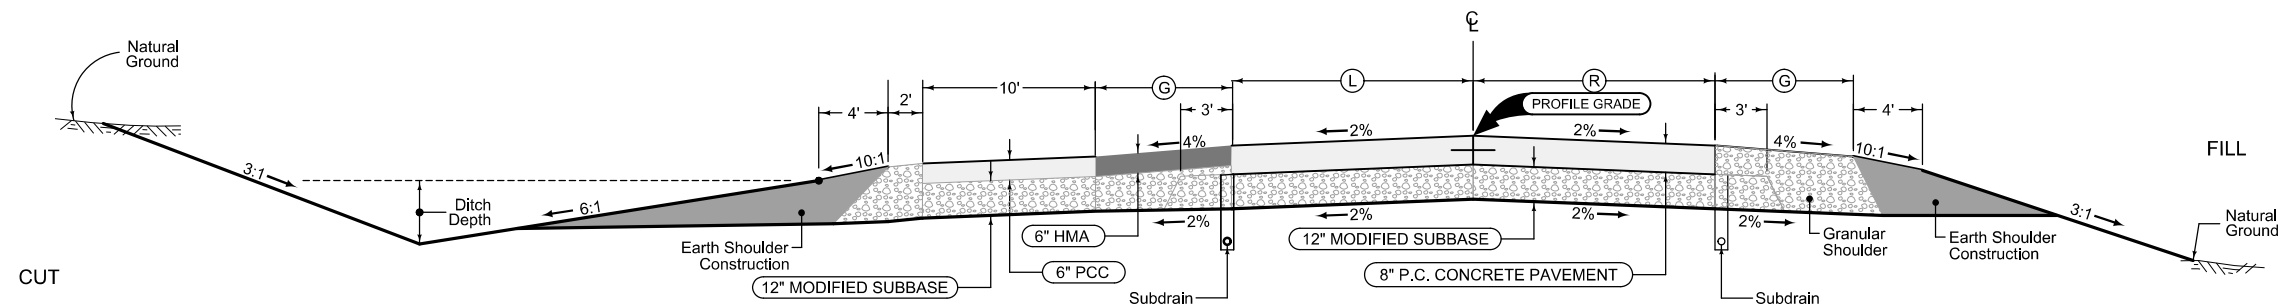 ℄
Natural
Ground
4'
2'
10'
G
3'
L
R
G
3'
4'
PROFILE GRADE
3:1
10:1
4%
2%
2%
4%
10:1
FILL
Ditch
Depth
6:1
2%
2%
2%
2%
3:1
Earth Shoulder
Construction
6" HMA
12" MODIFIED SUBBASE
Granular
Shoulder
Earth Shoulder
Construction
Natural
Ground
CUT
6" PCC
8" P.C. CONCRETE PAVEMENT
12" MODIFIED SUBBASE
Subdrain
Subdrain